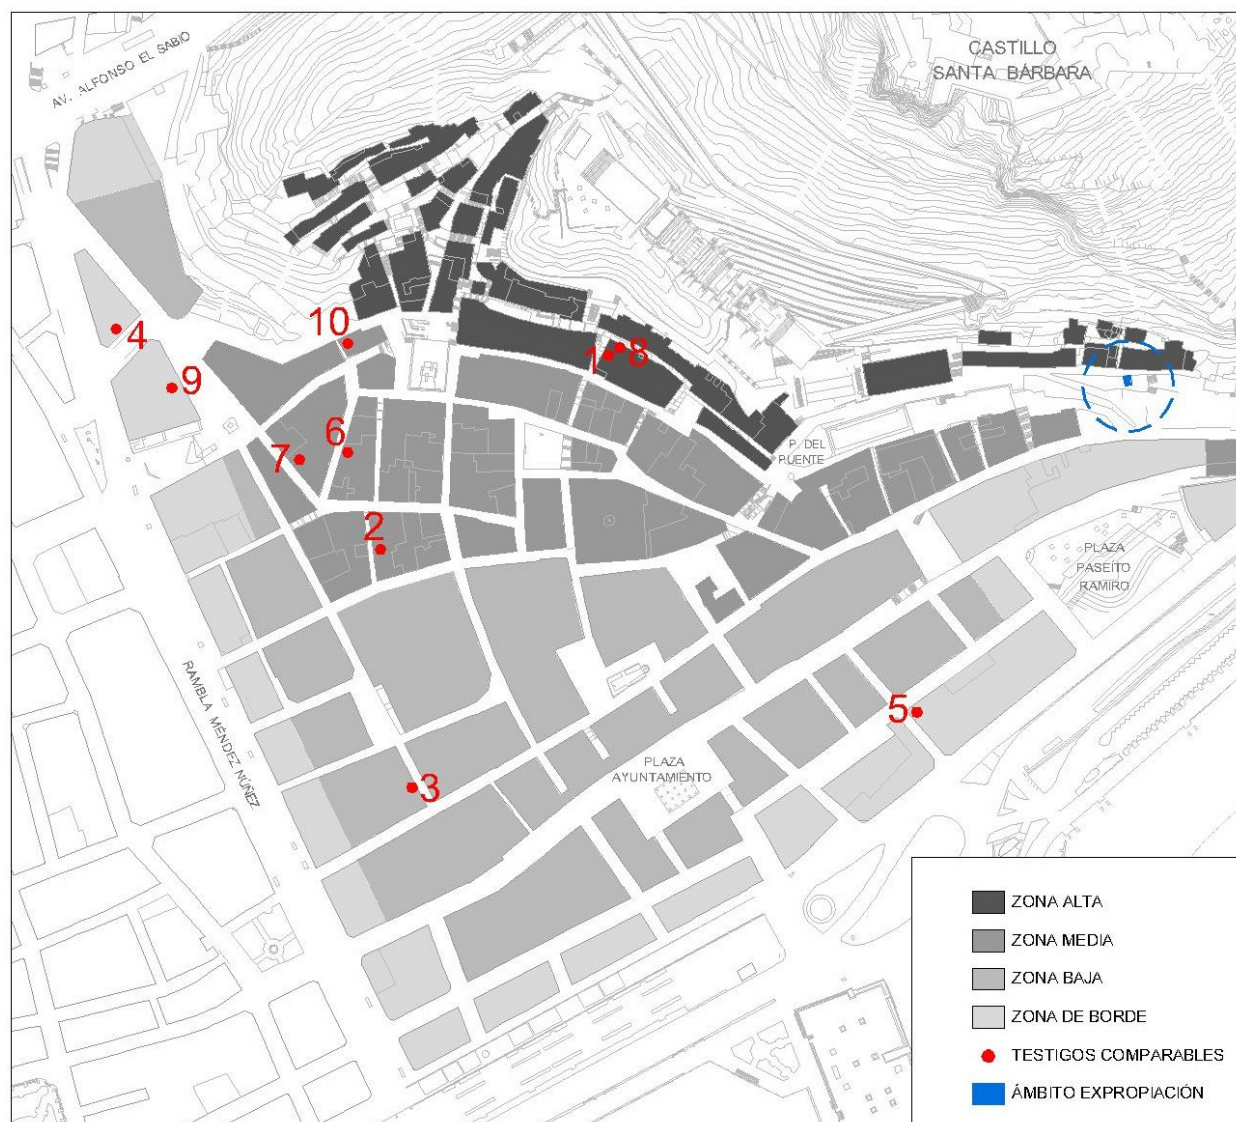 AV. ALFONSO EL SABIO
CASTILLO
SANTA BÁRBARA
4
10
1
8
9
6
7
P. DEL
PUENTE
2
PLAZA
PASEITO
RAMIRO
RAMBLA MÉNDEZ NÚÑEZ
5
PLAZA
AYUNTAMIENTO
3
ZONA ALTA
ZONA MEDIA
ZONA BAJA
ZONA DE BORDE
TESTIGOS COMPARABLES
ÁMBITO EXPROPIACIÓN